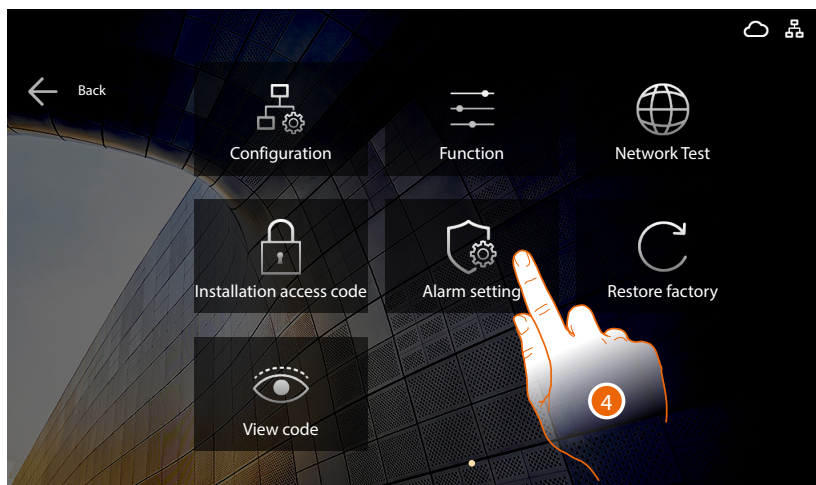 Back
Configuration
Function
Network Test
Installation access code
Alarm setting
Restore factory
4
View code